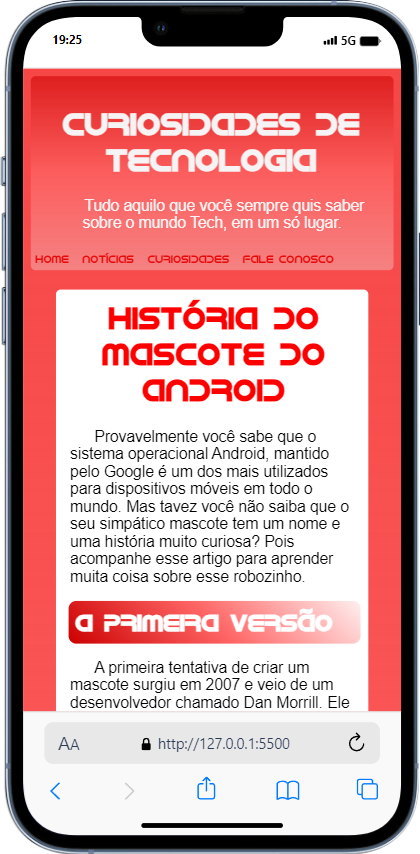 19:25
5G
CURIOSIDADES DE
TECNOLOGIA
Tudo aquilo que você sempre quis saber
sobre o mundo Tech, em um só lugar.
HOME NOTÍCIAS CURIOSIDADES FALE CONOSCO
HISTÓRIA DO
MASCOTE DO
ANDROID
Provavelmente você sabe que o
sistema operacional Android, mantido
pelo Google é um dos mais utilizados
para dispositivos móveis em todo o
mundo. Mas tavez você não saiba que o
seu simpático mascote tem um nome e
uma história muito curiosa? Pois
acompanhe esse artigo para aprender
muita coisa sobre esse robozinho.
A PRIMEIRA VERSÃO
A primeira tentativa de criar um
mascote surgiu em 2007 e veio de um
desenvolvedor chamado Dan Morrill. Ele
AA http://127.0.0.1:5500